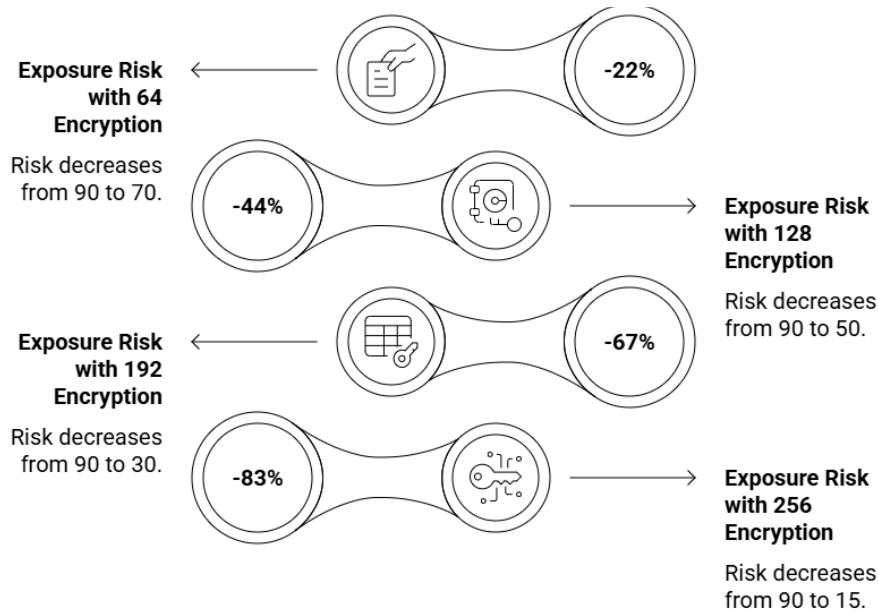 Exposure Risk
with 64
Encryption
Risk decreases
from 90 to 70.
-22%
-44%
Exposure Risk
with 128
Encryption
Risk decreases
from 90 to 50.
Exposure Risk
with 192
Encryption
Risk decreases
from 90 to 30.
-67%
-83%
Exposure Risk
with 256
Encryption
Risk decreases
from 90 to 15.